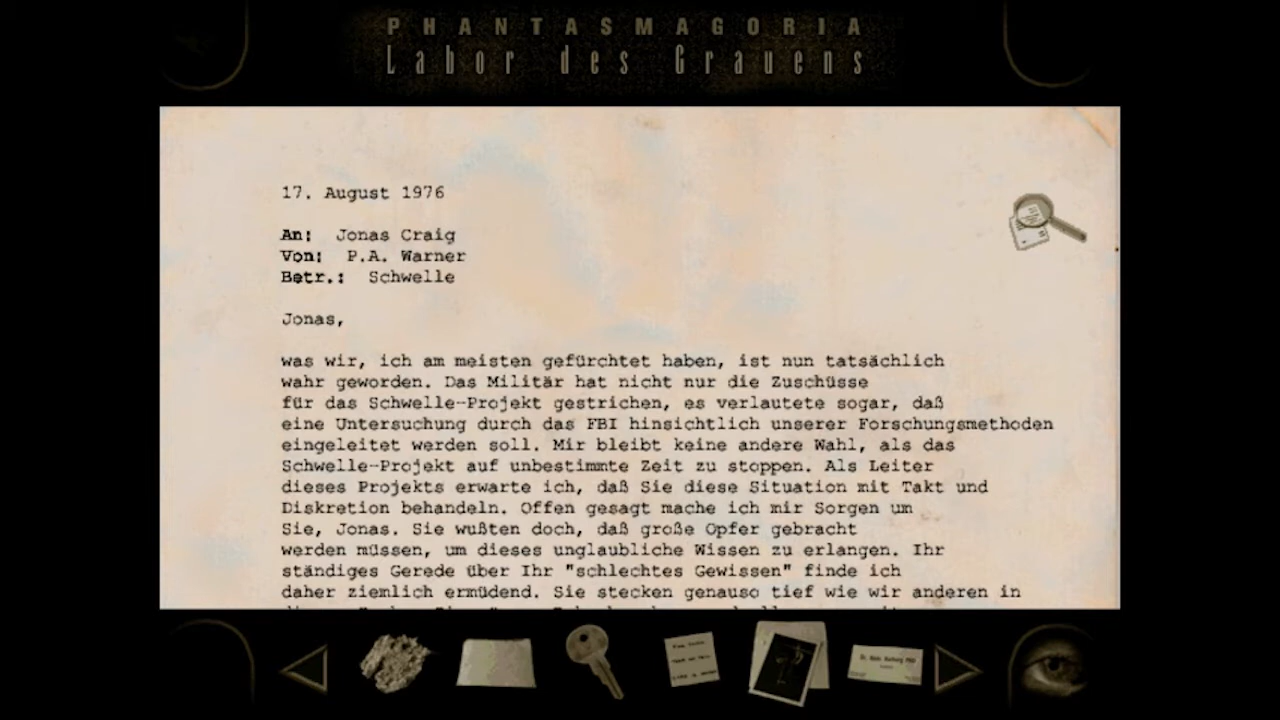 PHANTASMAGORIA
Labor des Grauens
17. August 1976
An: Jonas Craig
Von: P.A. Warner
Betr.: Schwelle
Jonas,
was wir, ich am meisten gefürchtet haben, ist nun tatsächlich
wahr geworden. Das Militär hat nicht nur die Zuschüsse
für das Schwelle-Projekt gestrichen, es verlautete sogar, daß
eine Untersuchung durch das FBI hinsichtlich unserer Forschungsmethoden
eingeleitet werden soll. Mir bleibt keine andere Wahl, als das
Schwelle-Projekt auf unbestimmte Zeit zu stoppen. Als Leiter
dieses Projekts erwarte ich, daß Sie diese Situation mit Takt und
Diskretion behandeln. Offen gesagt mache ich mir Sorgen um
Sie, Jonas. Sie wußten doch, daß große Opfer gebracht
werden müssen, um dieses unglaubliche Wissen zu erlangen. Ihr
ständiges Gerede über Ihr "schlechtes Gewissen" finde ich
daher ziemlich ermüdend. Sie stecken genauso tief wie wir anderen in